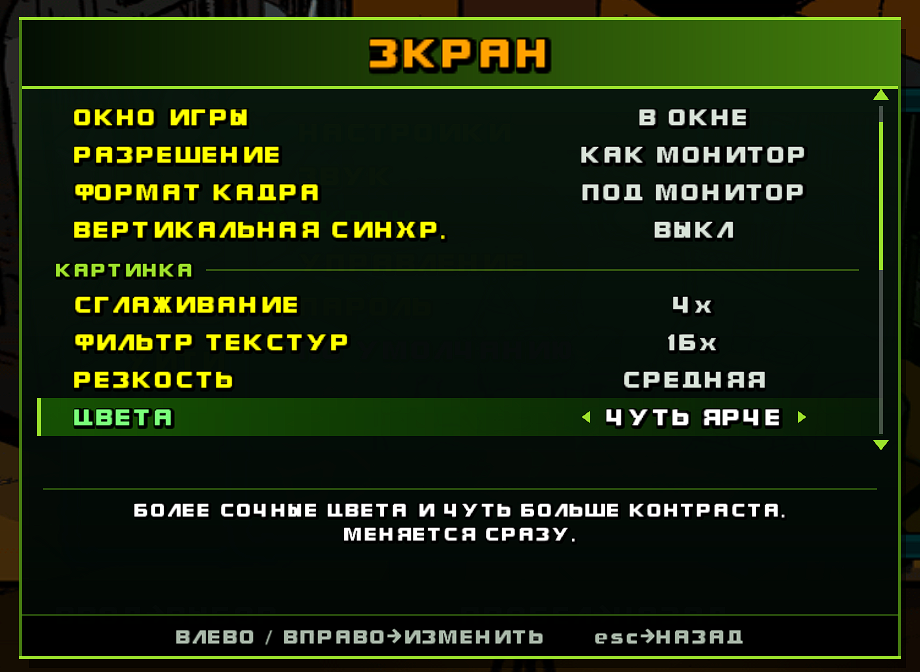 ЭКРАН
ОКНО ИГРЫ В ОКНЕ
РАЗРЕШЕНИЕ КАК МОНИТОР
ФОРМАТ КАДРА ПОД МОНИТОР
ВЕРТИКАЛЬНАЯ СИНХР. ВЫКЛ
КАРТИНКА
СГЛАЖИВАНИЕ 4x
ФИЛЬТР ТЕКСТУР 16x
РЕЗКОСТЬ СРЕДНЯЯ
ЦВЕТА ЧУТЬ ЯРЧЕ
БОЛЕЕ СОЧНЫЕ ЦВЕТА И ЧУТЬ БОЛЬШЕ КОНТРАСТА.
МЕНЯЕТСЯ СРАЗУ.
ВЛЕВО / ВПРАВО→ИЗМЕНИТЬ esc→НАЗАД